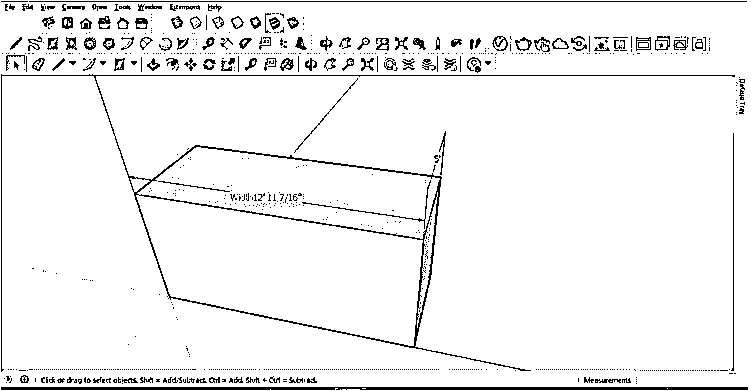 File Edit View Camera Draw Tools Window Extensions Help
Default Tray
Width 12' 11 7/16"
Click or drag to select objects. Shift = Add/Subtract. Ctrl = Add. Shift + Ctrl = Subtract.
Measurements